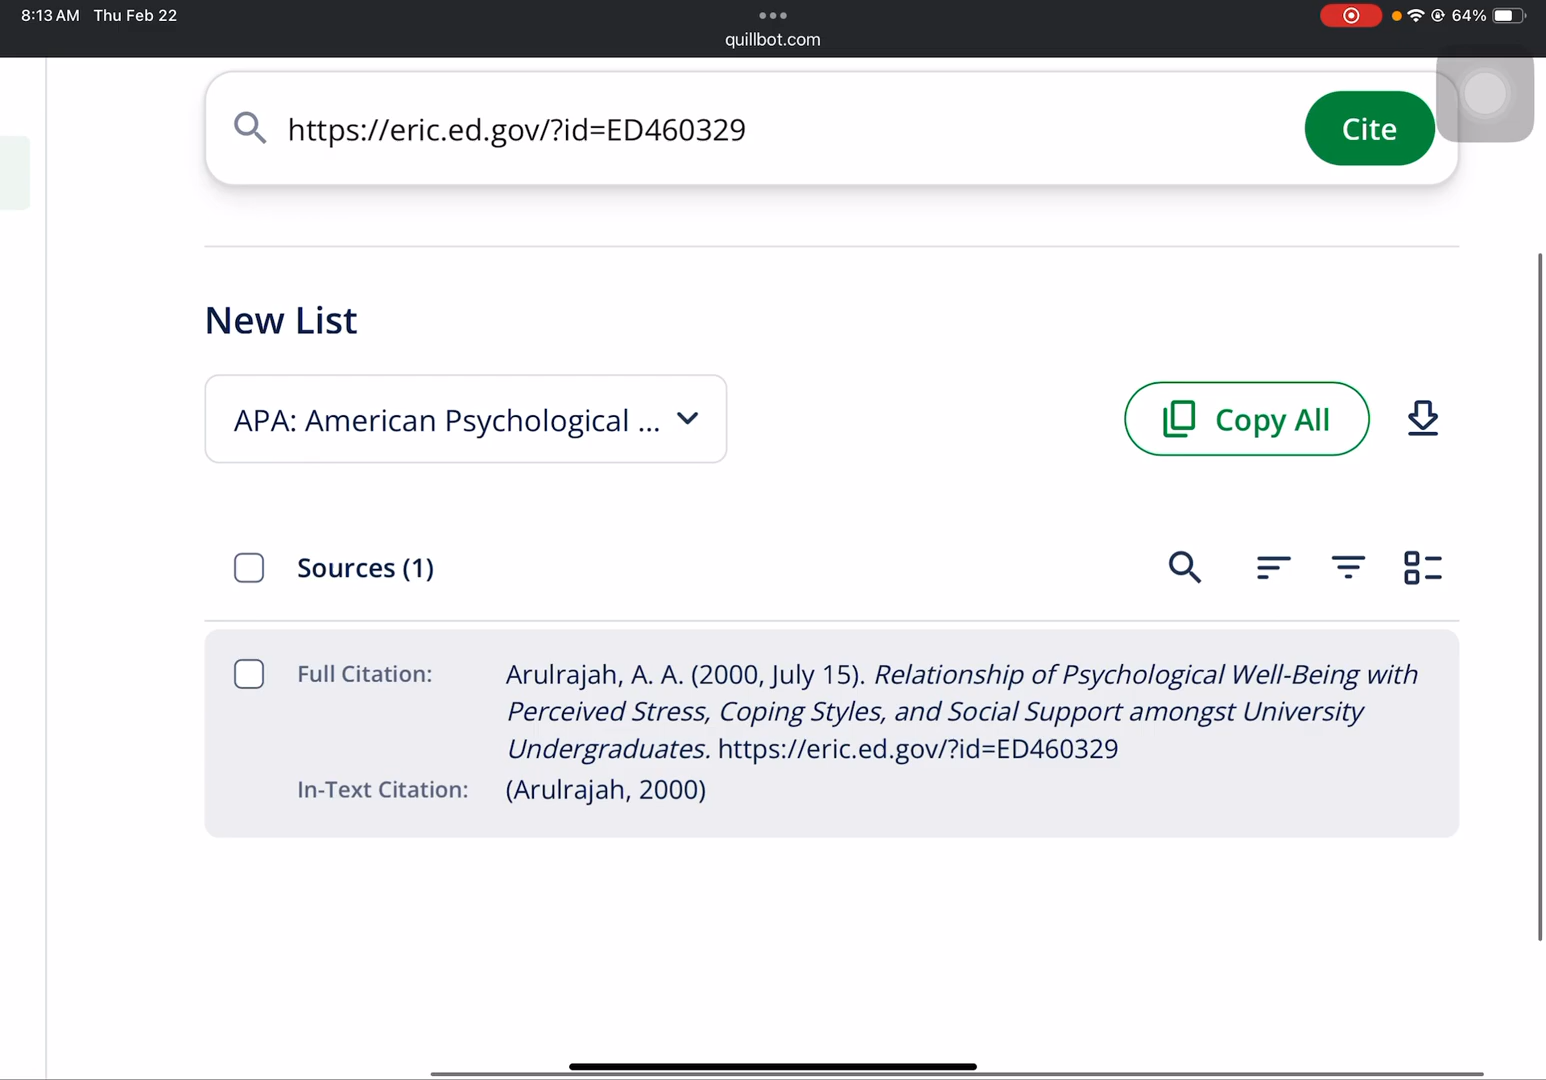 8:13 AM Thu Feb 22
64%
quillbot.com
https://eric.ed.gov/?id=ED460329
Cite
New List
APA: American Psychological ...
Copy All
Sources (1)
Full Citation:
Arulrajah, A. A. (2000, July 15). Relationship of Psychological Well-Being with
Perceived Stress, Coping Styles, and Social Support amongst University
Undergraduates. https://eric.ed.gov/?id=ED460329
In-Text Citation:
(Arulrajah, 2000)